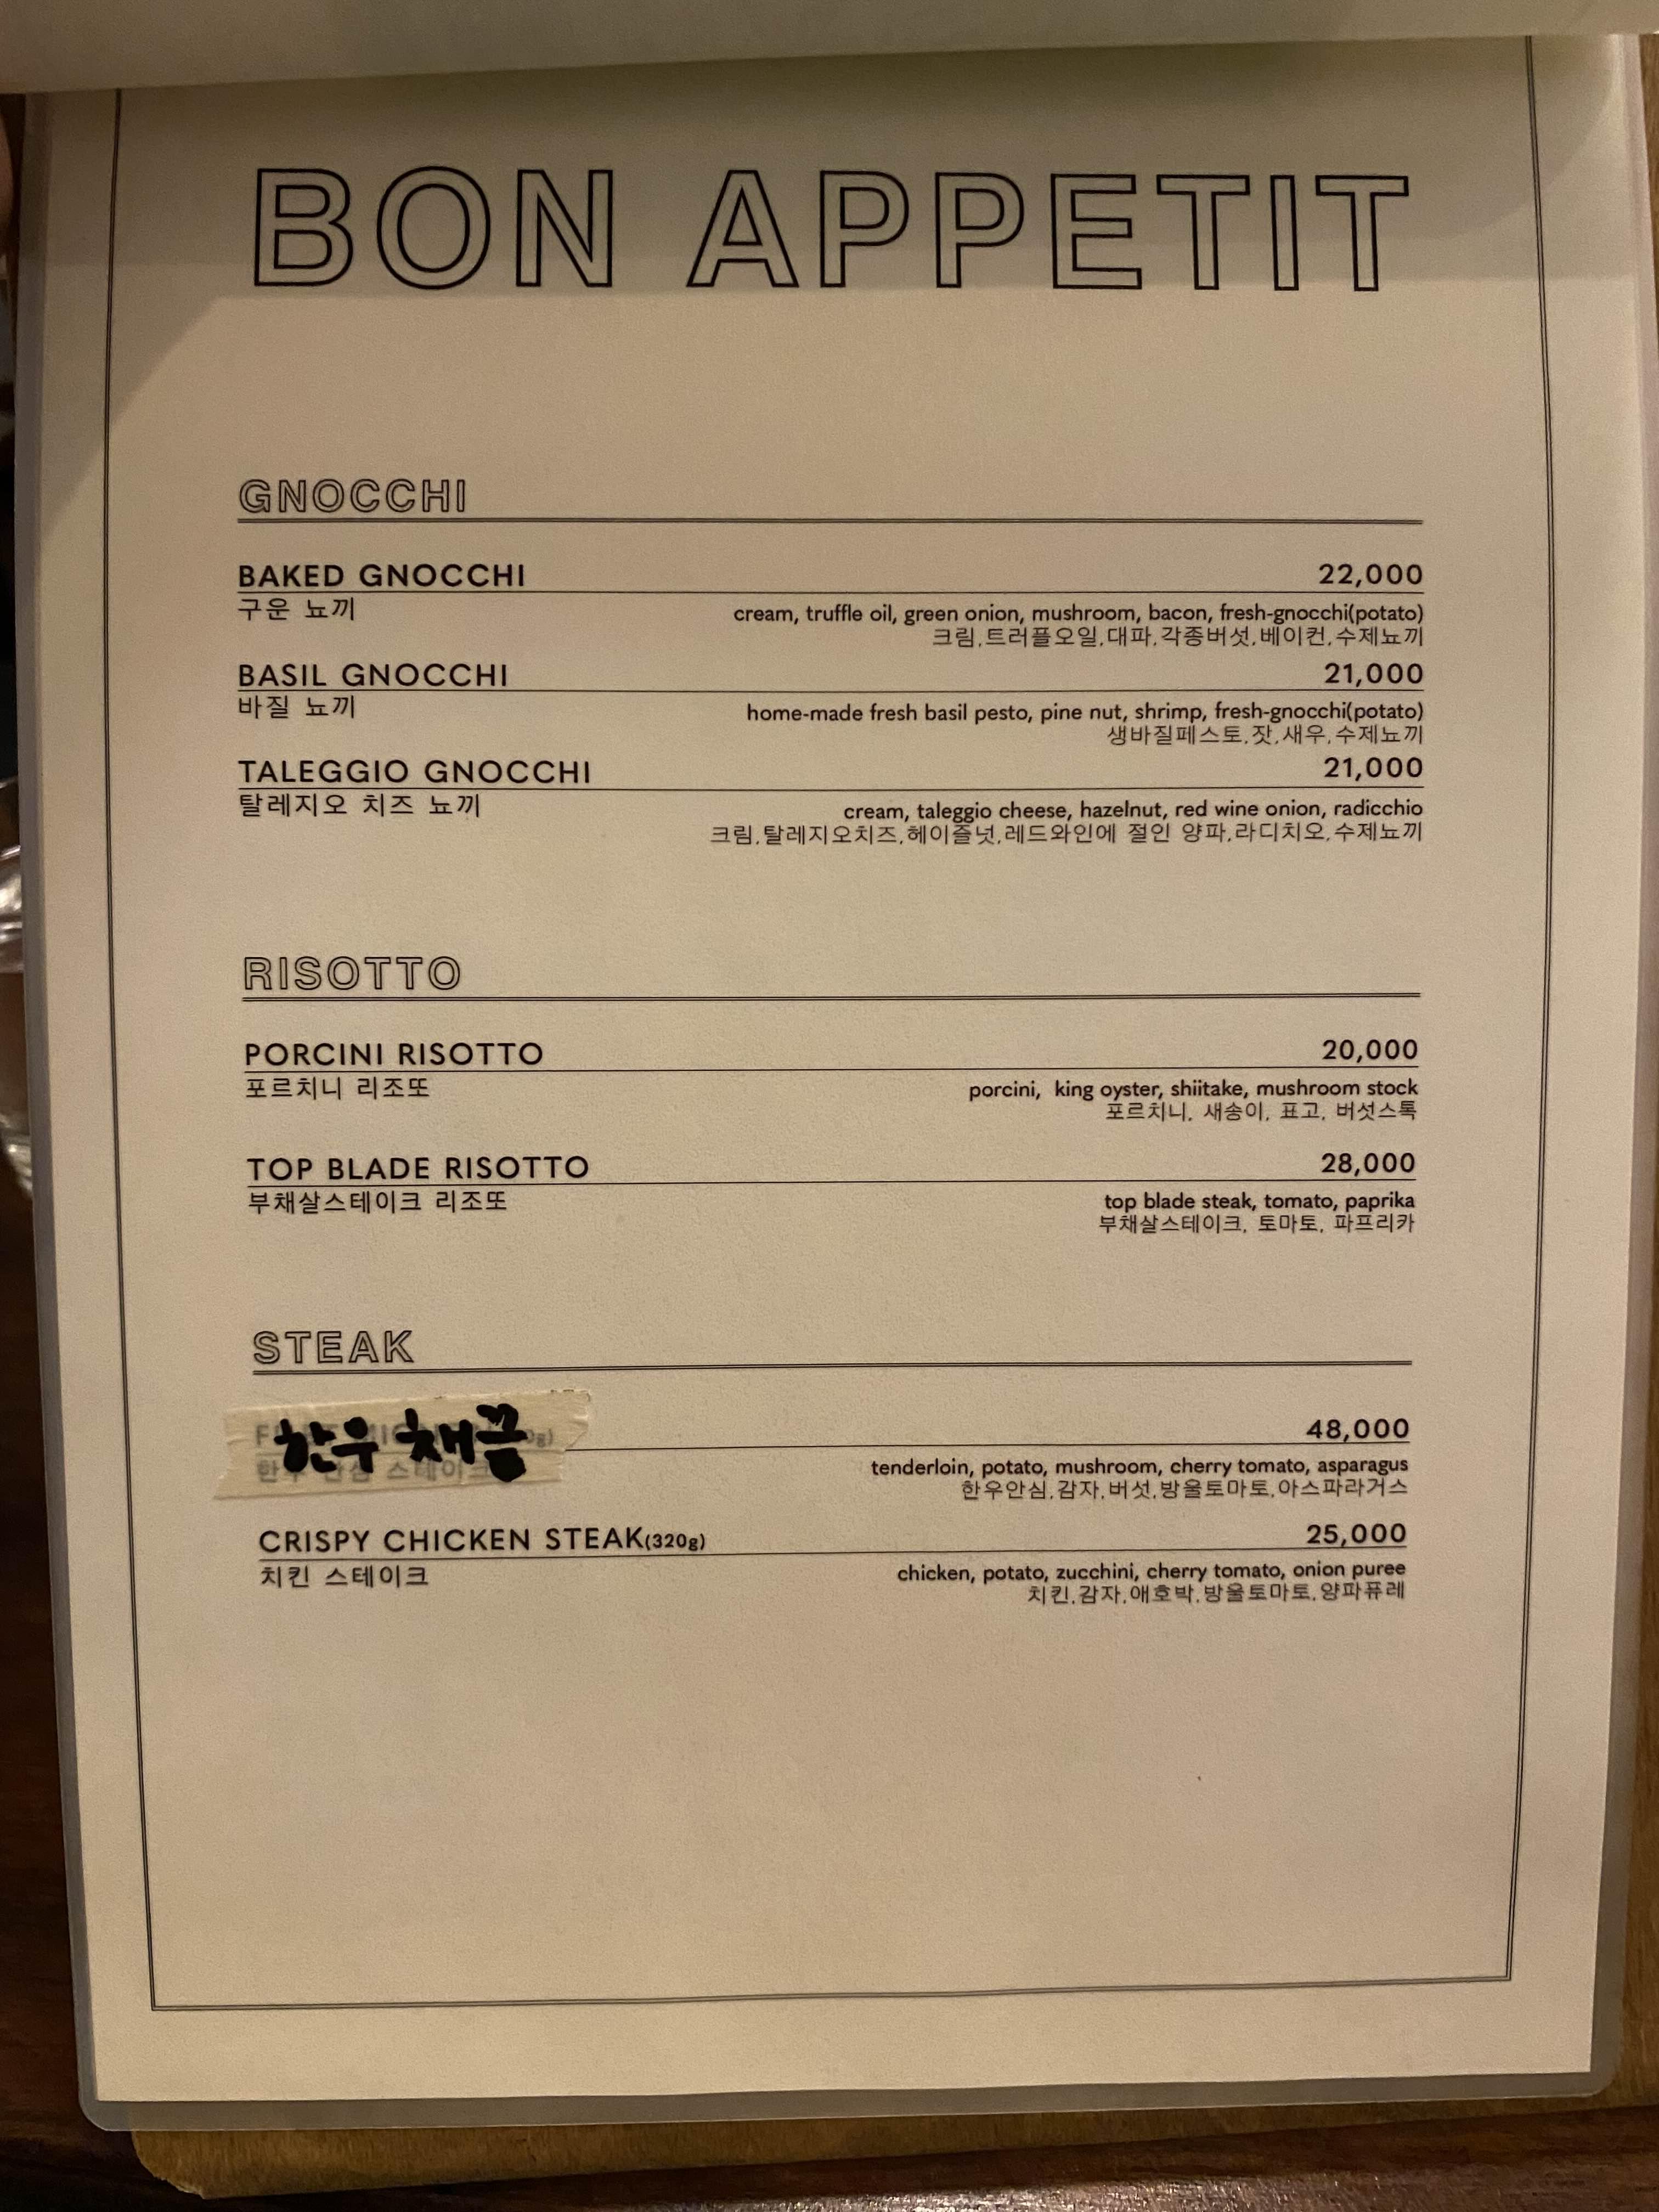 BON APPETIT
GNOCCHI
BAKED GNOCCHI 22,000
구운 뇨끼 cream, truffle oil, green onion, mushroom, bacon, fresh-gnocchi(potato)
크림,트러플오일,대파,각종버섯,베이컨,수제뇨끼
BASIL GNOCCHI 21,000
바질 뇨끼 home-made fresh basil pesto, pine nut, shrimp, fresh-gnocchi(potato)
생바질페스토,잣,새우,수제뇨끼
TALEGGIO GNOCCHI 21,000
탈레지오 치즈 뇨끼 cream, taleggio cheese, hazelnut, red wine onion, radicchio
크림,탈레지오치즈,헤이즐넛,레드와인에 절인 양파,라디치오,수제뇨끼
RISOTTO
PORCINI RISOTTO 20,000
포르치니 리조또 porcini, king oyster, shiitake, mushroom stock
포르치니, 새송이, 표고, 버섯스톡
TOP BLADE RISOTTO 28,000
부채살스테이크 리조또 top blade steak, tomato, paprika
부채살스테이크, 토마토, 파프리카
STEAK
한우 채끝 48,000
tenderloin, potato, mushroom, cherry tomato, asparagus
한우안심,감자,버섯,방울토마토,아스파라거스
CRISPY CHICKEN STEAK(320g) 25,000
치킨 스테이크 chicken, potato, zucchini, cherry tomato, onion puree
치킨,감자,애호박,방울토마토,양파퓨레